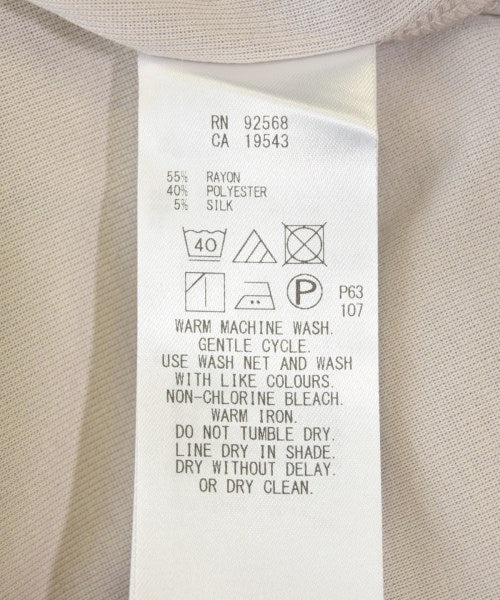 RN 92568
CA 19543
55% RAYON
40% POLYESTER
5% SILK
40
P P63
107
WARM MACHINE WASH.
GENTLE CYCLE.
USE WASH NET AND WASH
WITH LIKE COLOURS.
NON-CHLORINE BLEACH.
WARM IRON.
DO NOT TUMBLE DRY.
LINE DRY IN SHADE.
DRY WITHOUT DELAY.
OR DRY CLEAN.